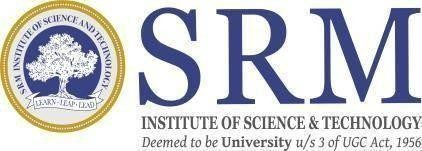 SRM INSTITUTE OF SCIENCE AND TECHNOLOGY
LEARN - LEAP - LEAD
SRM
INSTITUTE OF SCIENCE & TECHNOLOGY
Deemed to be University u/s 3 of UGC Act, 1956